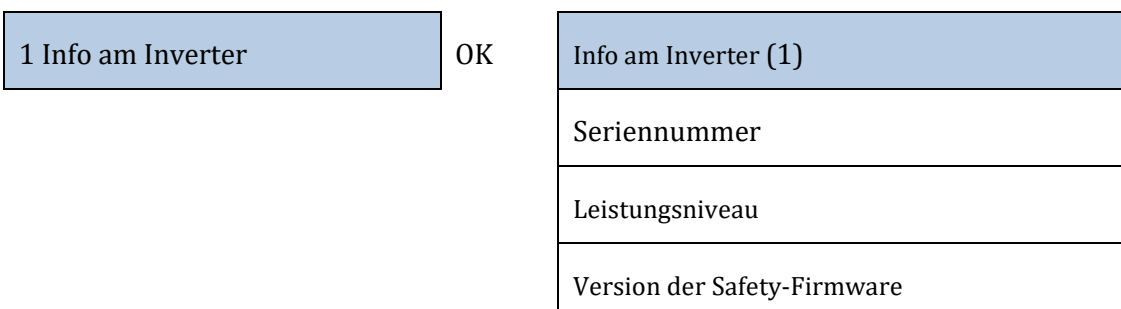 1 Info am Inverter
OK
Info am Inverter (1)
Seriennummer
Leistungsniveau
Version der Safety-Firmware